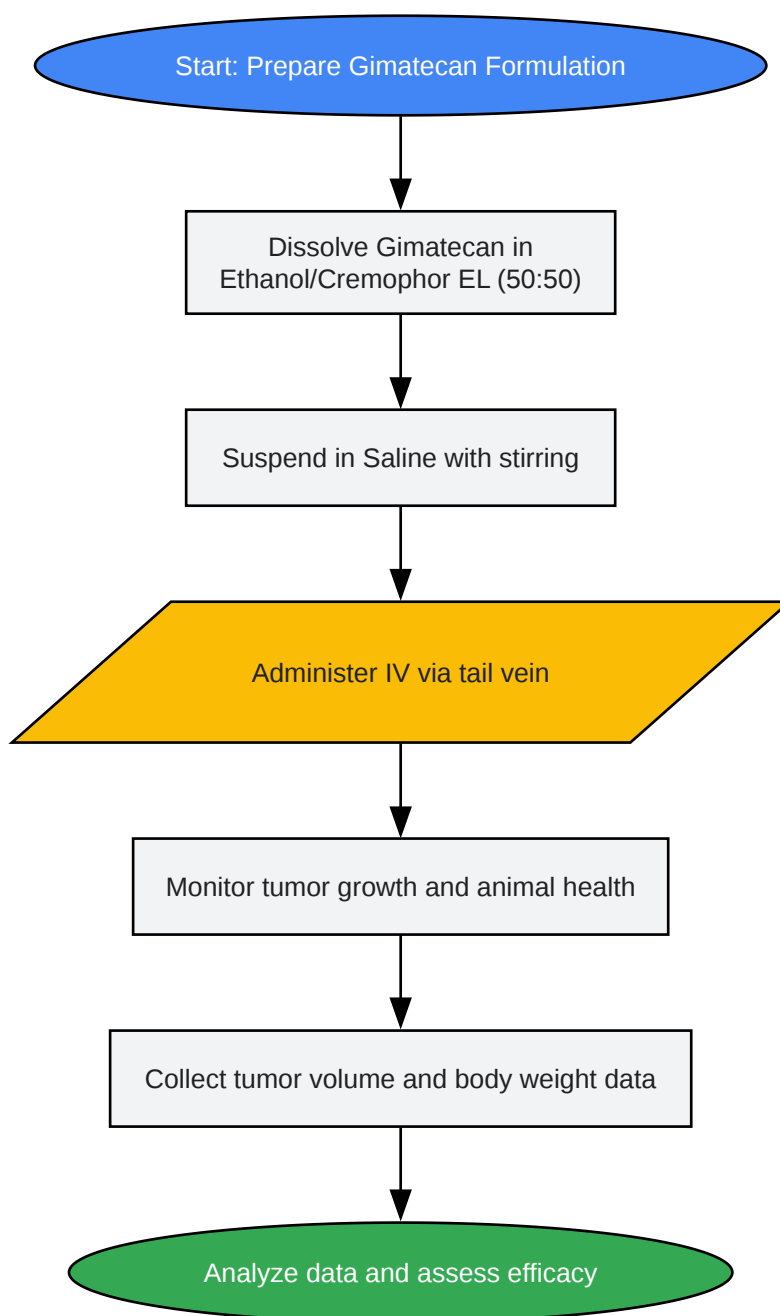 Start: Prepare Gimatecan Formulation
Dissolve Gimatecan in
Ethanol/Cremophor EL (50:50)
Suspend in Saline with stirring
Administer IV via tail vein
Monitor tumor growth and animal health
Collect tumor volume and body weight data
Analyze data and assess efficacy